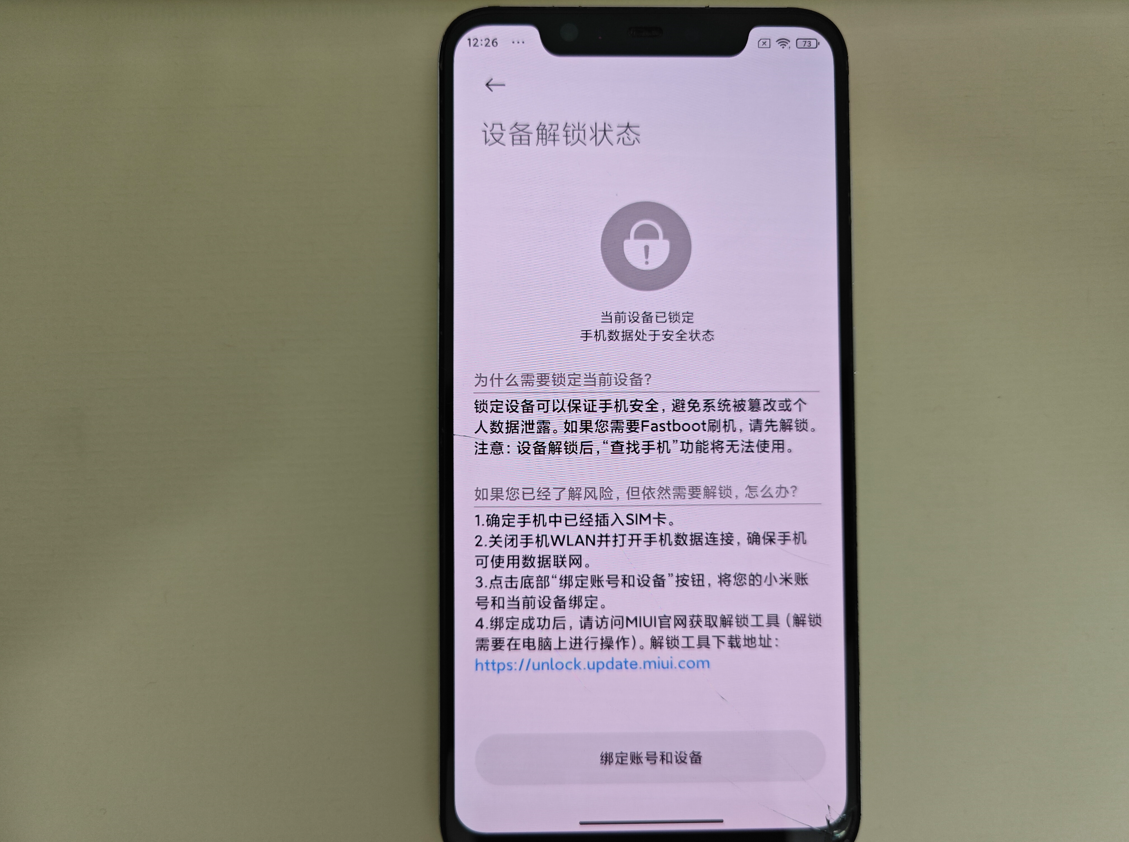 12:26 ...
73
设备解锁状态
当前设备已锁定
手机数据处于安全状态
为什么需要锁定当前设备?
锁定设备可以保证手机安全，避免系统被篡改或个
人数据泄露。如果您需要Fastboot刷机，请先解锁。
注意：设备解锁后，“查找手机”功能将无法使用。
如果您已经了解风险，但依然需要解锁，怎么办?
1.确定手机中已经插入SIM卡。
2.关闭手机WLAN并打开手机数据连接，确保手机
可使用数据联网。
3.点击底部“绑定账号和设备”按钮，将您的小米账
号和当前设备绑定。
4.绑定成功后，请访问MIUI官网获取解锁工具（解锁
需要在电脑上进行操作）。解锁工具下载地址：
https://unlock.update.miui.com
绑定账号和设备